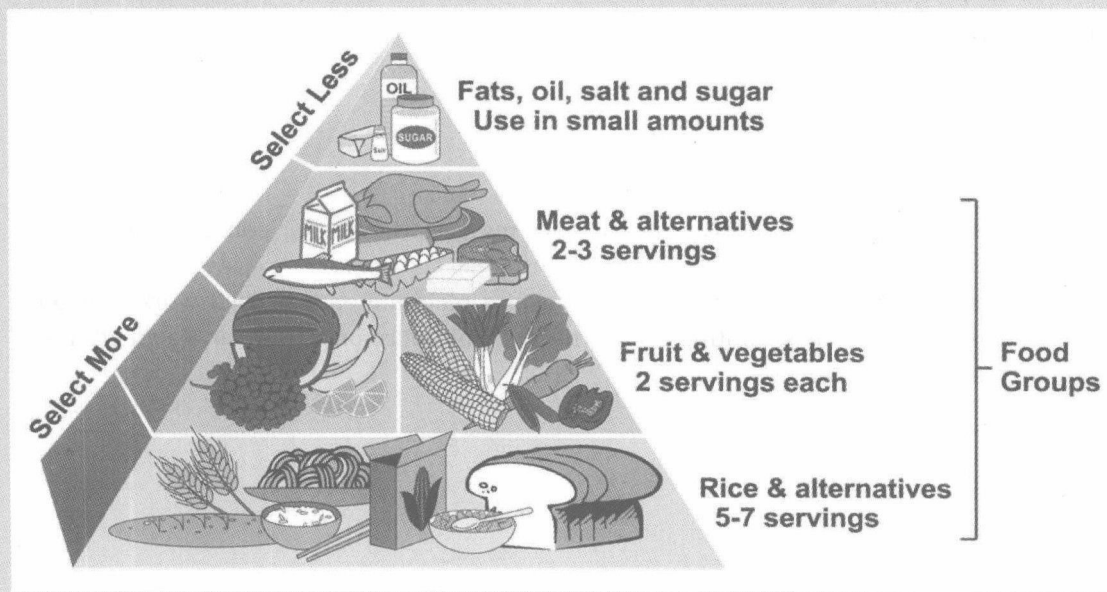 Select Less
Select More
OIL
SUGAR
Salt
Fats, oil, salt and sugar
Use in small amounts
MILK
MILK
Meat & alternatives
2-3 servings
Fruit & vegetables
2 servings each
Rice & alternatives
5-7 servings
Food
Groups